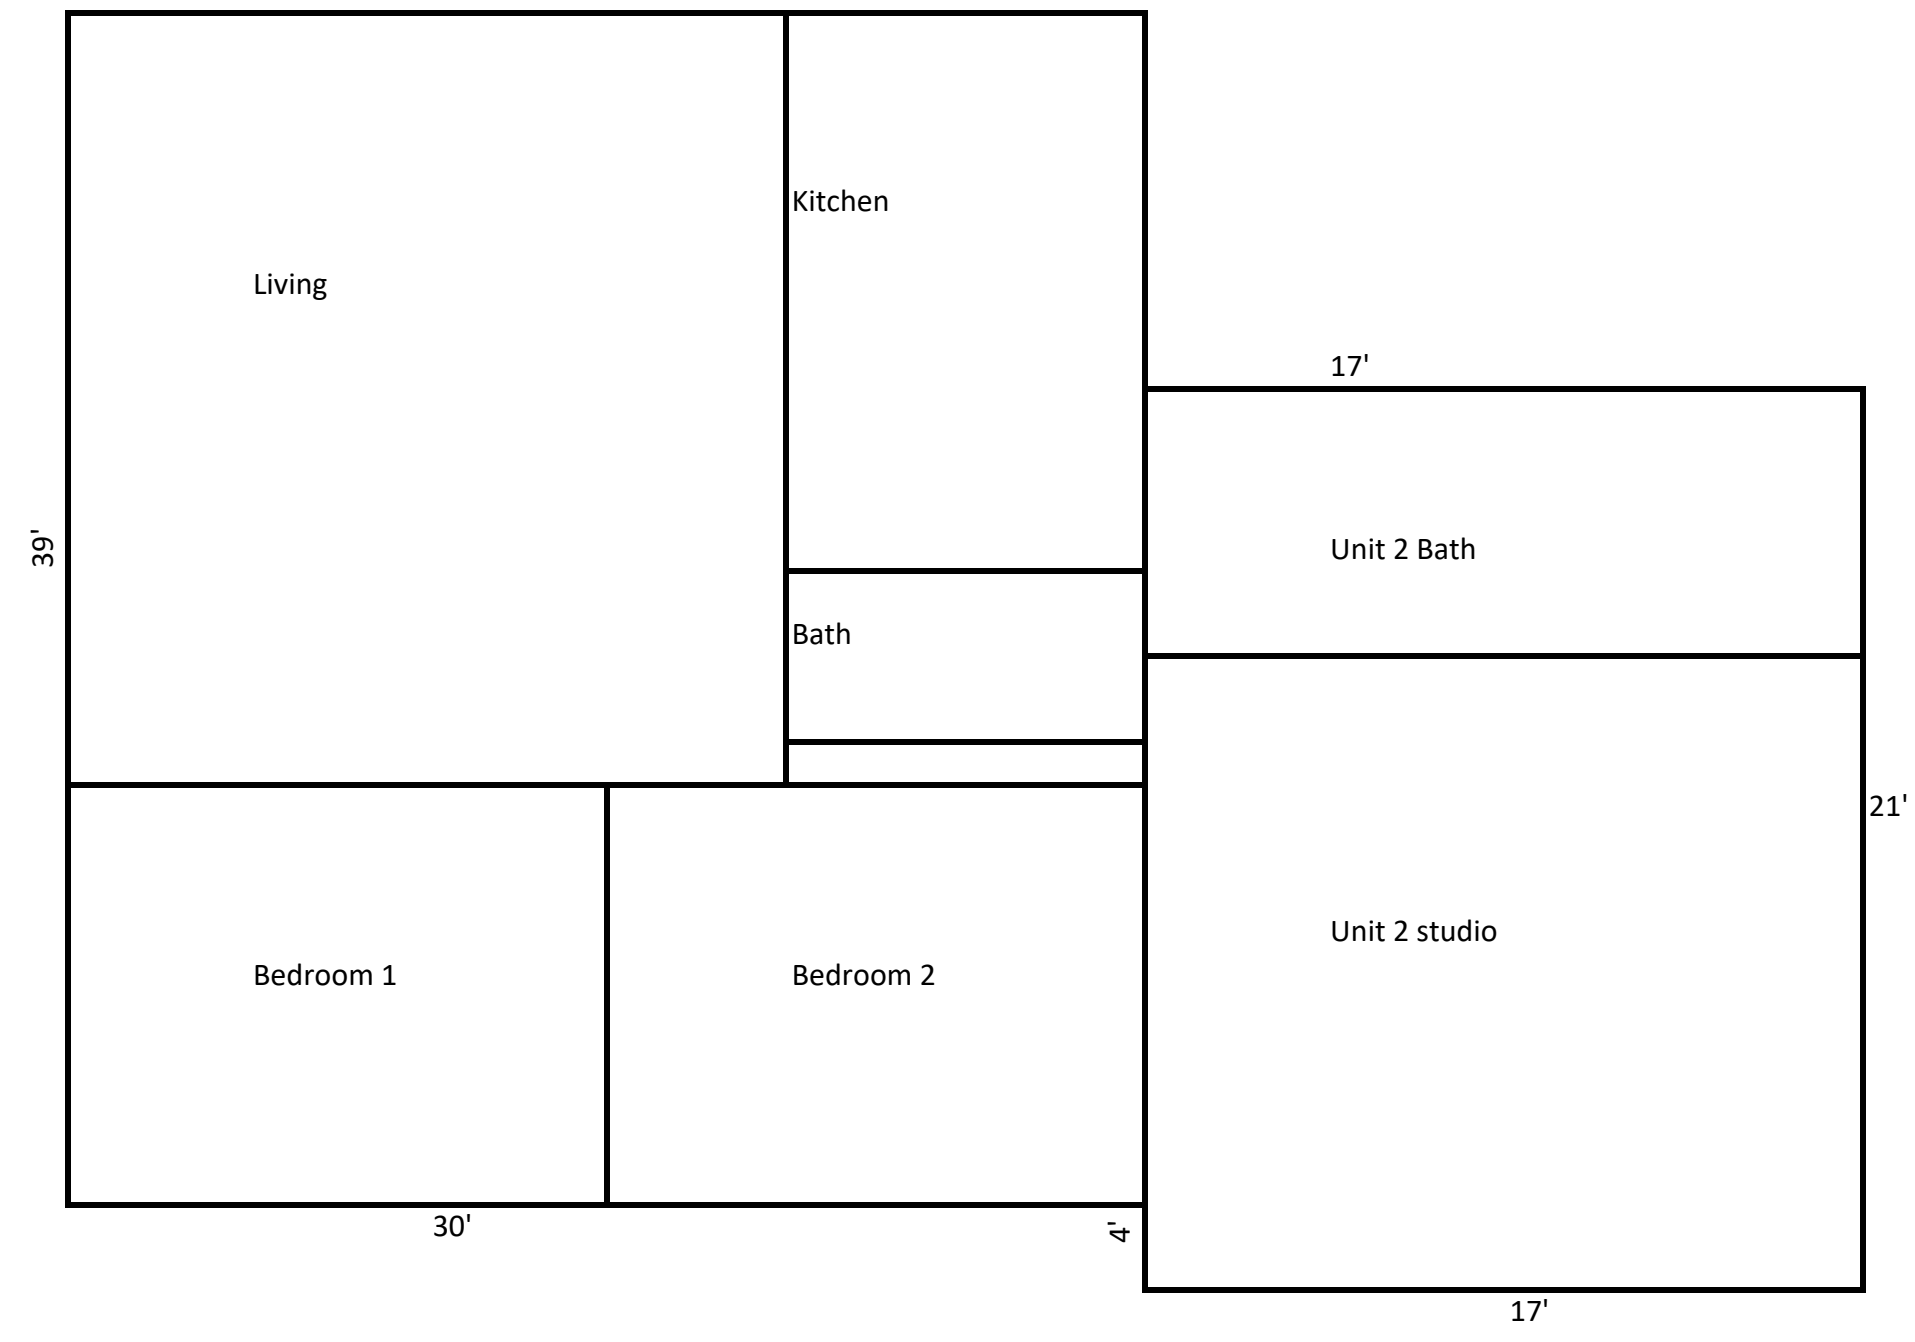 Kitchen
Living
17'
39'
Unit 2 Bath
Bath
21'
Unit 2 studio
Bedroom 1
Bedroom 2
30'
4'
17'